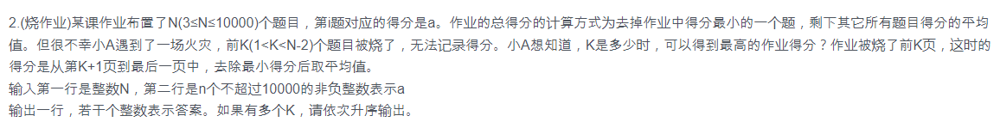 2.(烧作业)某课作业布置了N(3≤N≤10000)个题目，第i题对应的得分是a。作业的总得分的计算方式为去掉作业中得分最小的一个题，剩下其它所有题目得分的平均
值。但很不幸小A遇到了一场火灾，前K(1<K<N-2)个题目被烧了，无法记录得分。小A想知道，K是多少时，可以得到最高的作业得分？作业被烧了前K页，这时的
得分是从第K+1页到最后一页中，去除最小得分后取平均值。
输入第一行是整数N，第二行是n个不超过10000的非负整数表示a
输出一行，若干个整数表示答案。如果有多个K，请依次升序输出。